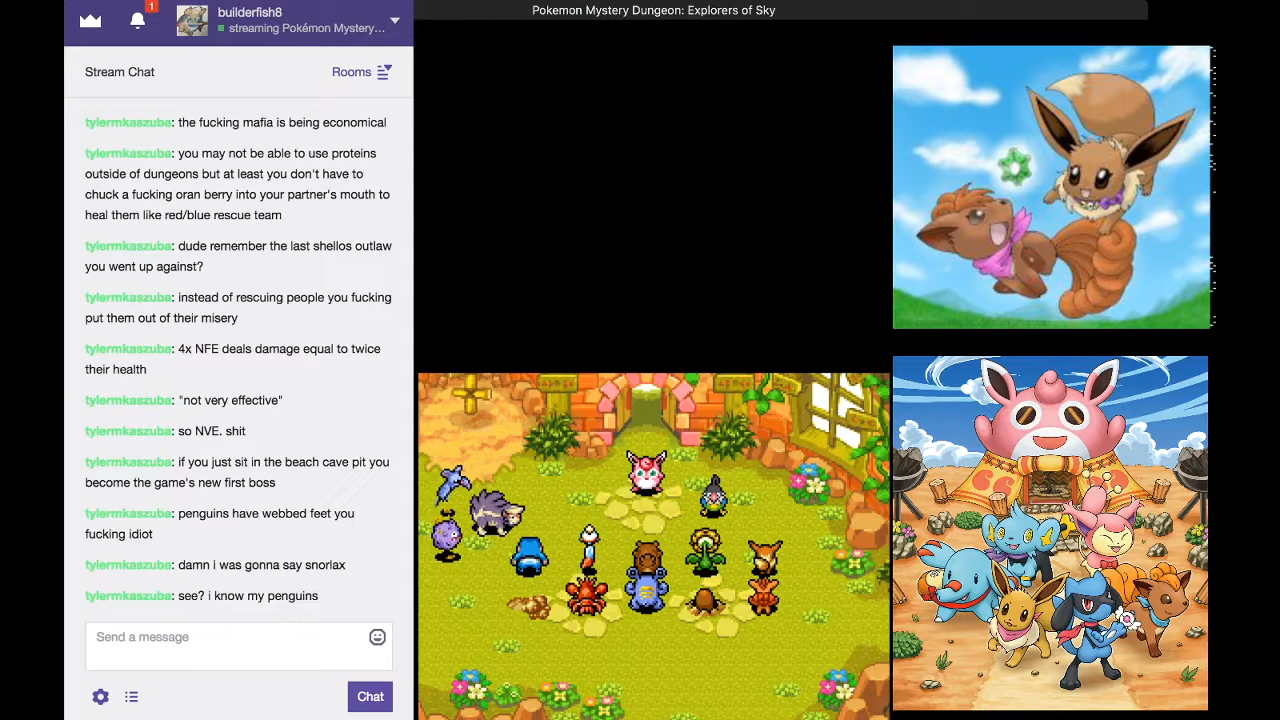 Pokemon Mystery Dungeon: Explorers of Sky
1
builderfish8
streaming Pokémon Mystery...
Stream Chat
Rooms
tylermkaszuba: the fucking mafia is being economical
tylermkaszuba: you may not be able to use proteins
outside of dungeons but at least you don't have to
chuck a fucking oran berry into your partner's mouth to
heal them like red/blue rescue team
tylermkaszuba: dude remember the last shellos outlaw
you went up against?
tylermkaszuba: instead of rescuing people you fucking
put them out of their misery
tylermkaszuba: 4x NFE deals damage equal to twice
their health
tylermkaszuba: "not very effective"
tylermkaszuba: so NVE. shit
tylermkaszuba: if you just sit in the beach cave pit you
become the game's new first boss
tylermkaszuba: penguins have webbed feet you
fucking idiot
tylermkaszuba: damn i was gonna say snorlax
tylermkaszuba: see? i know my penguins
Send a message
Chat